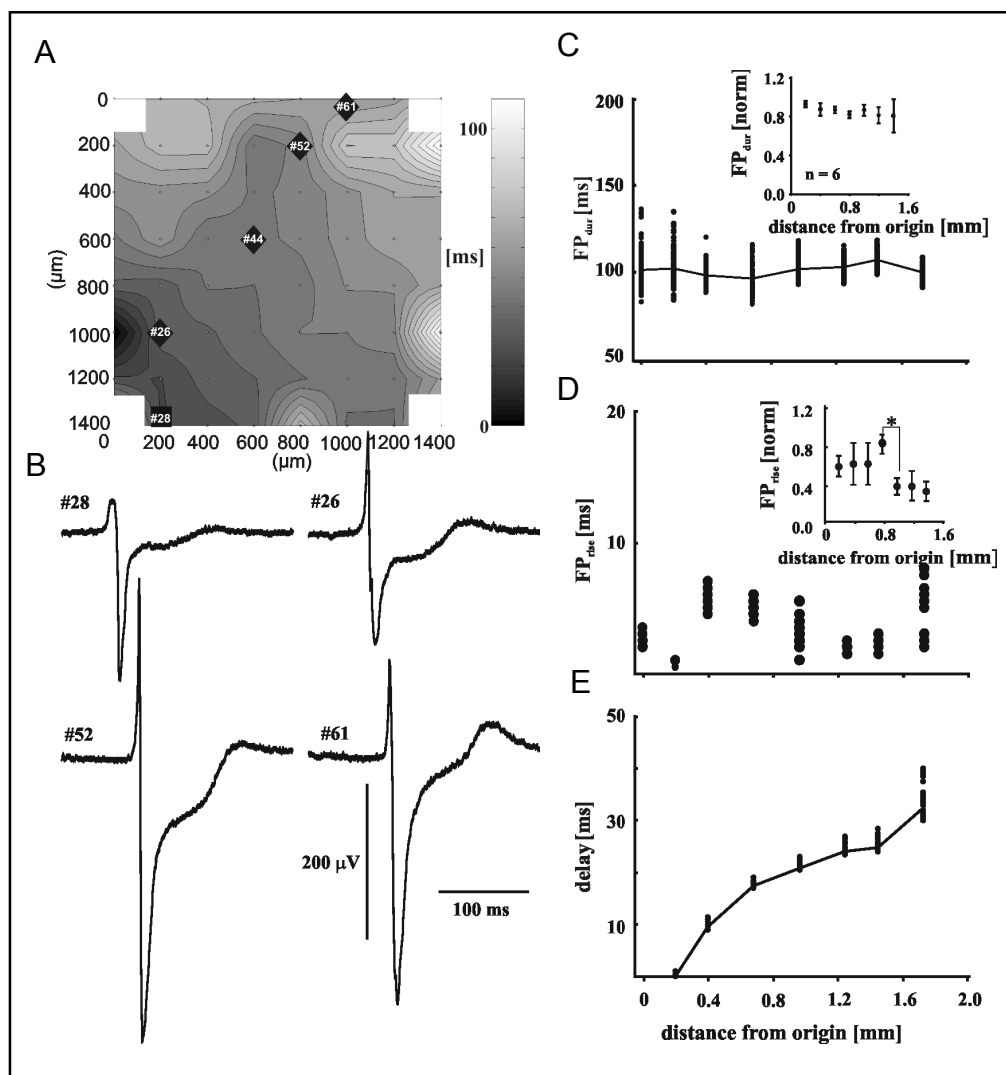 A
0
200
400
600
800
1000
1200
1400
(µm)
0 200 400 600 800 1000 1200 1400
(µm)
#61
#52
#44
#26
#28
100
[ms]
0
B
#28
#26
#52
#61
200 µV
100 ms
C
200
150
100
50
FPdur [ms]
1.2
0.8
0.4
0.0
FPdur [norm]
n = 6
0 0.8 1.6
distance from origin [mm]
D
20
10
FPrise [ms]
1.2
0.8
0.4
0.0
FPrise [norm]
*
0 0.8 1.6
distance from origin [mm]
E
50
30
10
delay [ms]
0 0.4 0.8 1.2 1.6 2.0
distance from origin [mm]